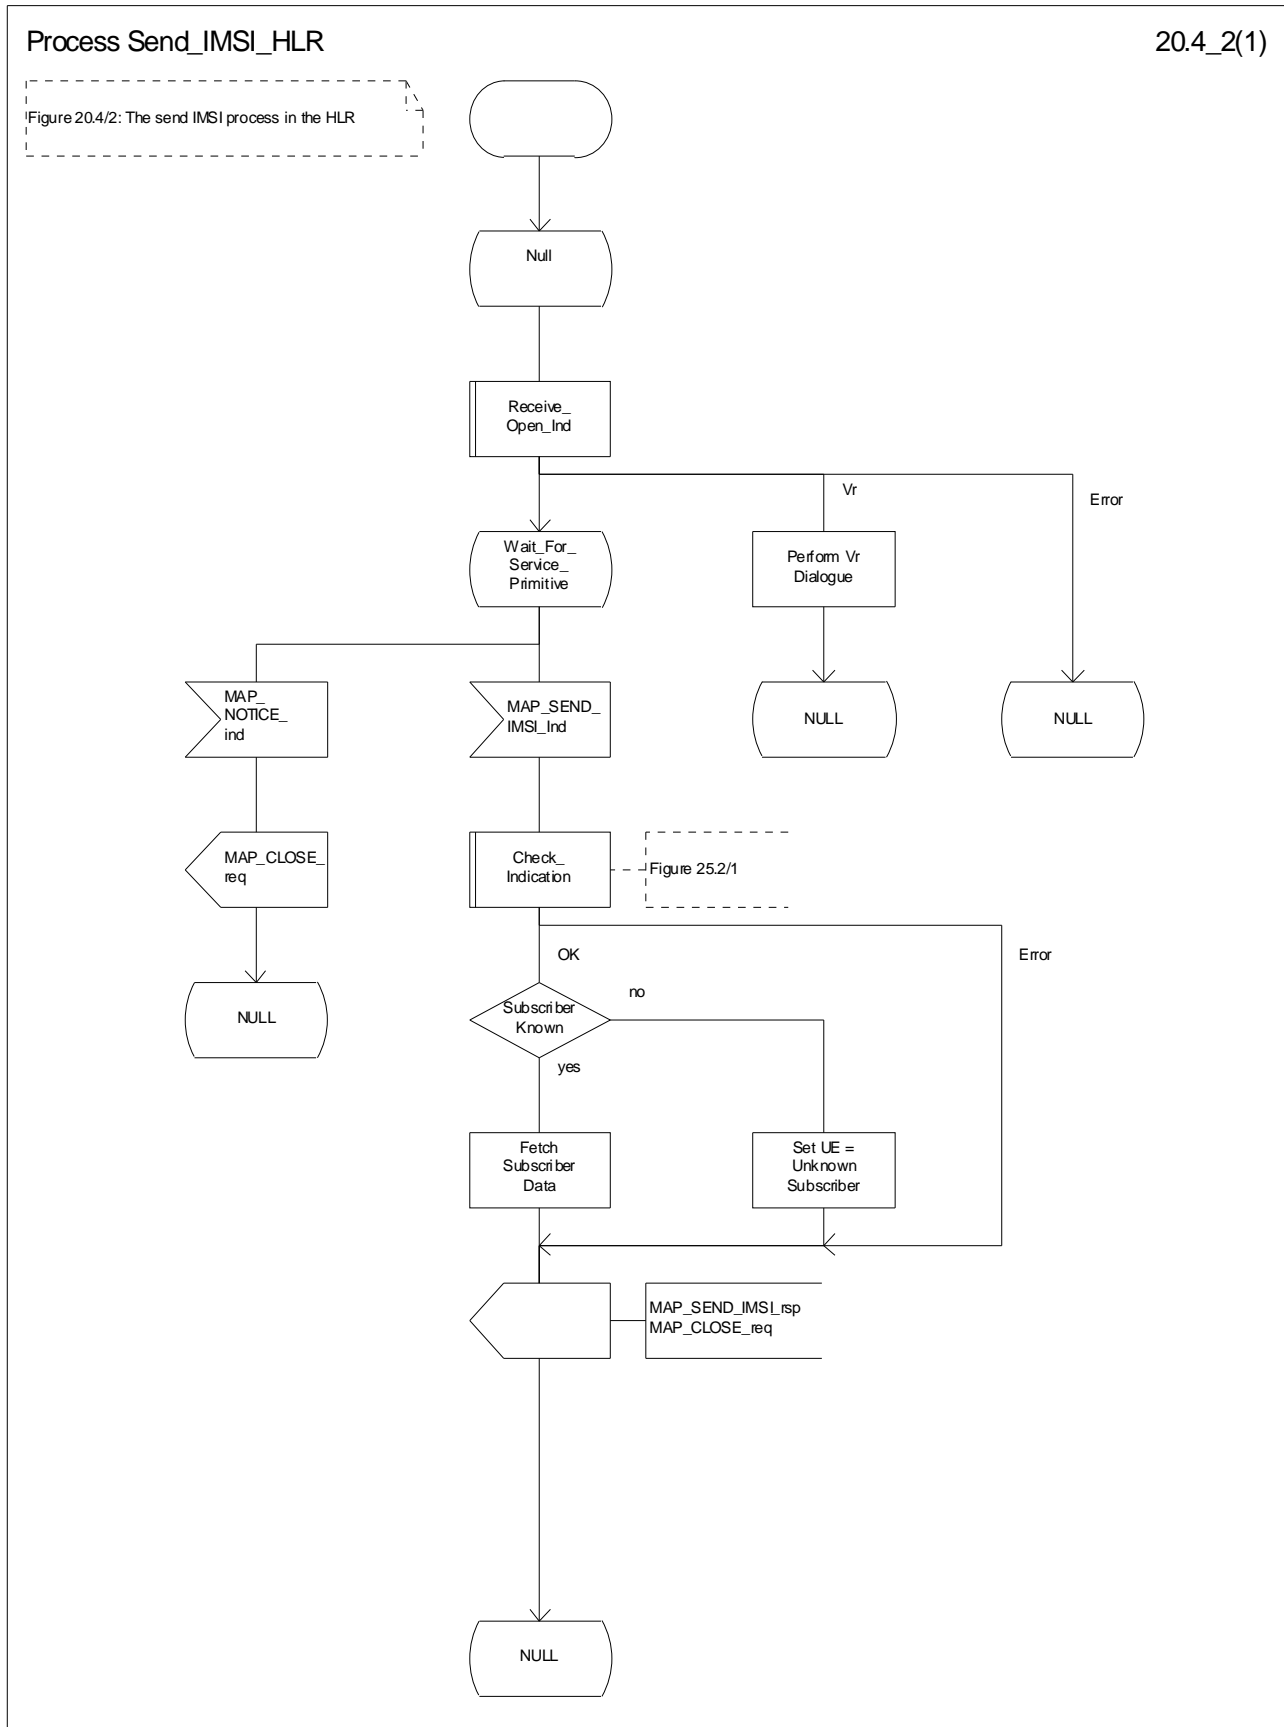 Process Send_IMSI_HLR
20.4_2(1)
Figure 20.4/2: The send IMSI process in the HLR
Null
Receive_
Open_Ind
Vr
Error
Wait_For_
Service_
Primitive
Perform Vr
Dialogue
MAP_
NOTICE_
ind
MAP_SEND_
IMSI_Ind
NULL
NULL
MAP_CLOSE_
req
Check_
Indication
Figure 25.2/1
OK
Error
NULL
Subscriber
Known
no
yes
Fetch
Subscriber
Data
Set UE =
Unknown
Subscriber
MAP_SEND_IMSI_rsp
MAP_CLOSE_req
NULL